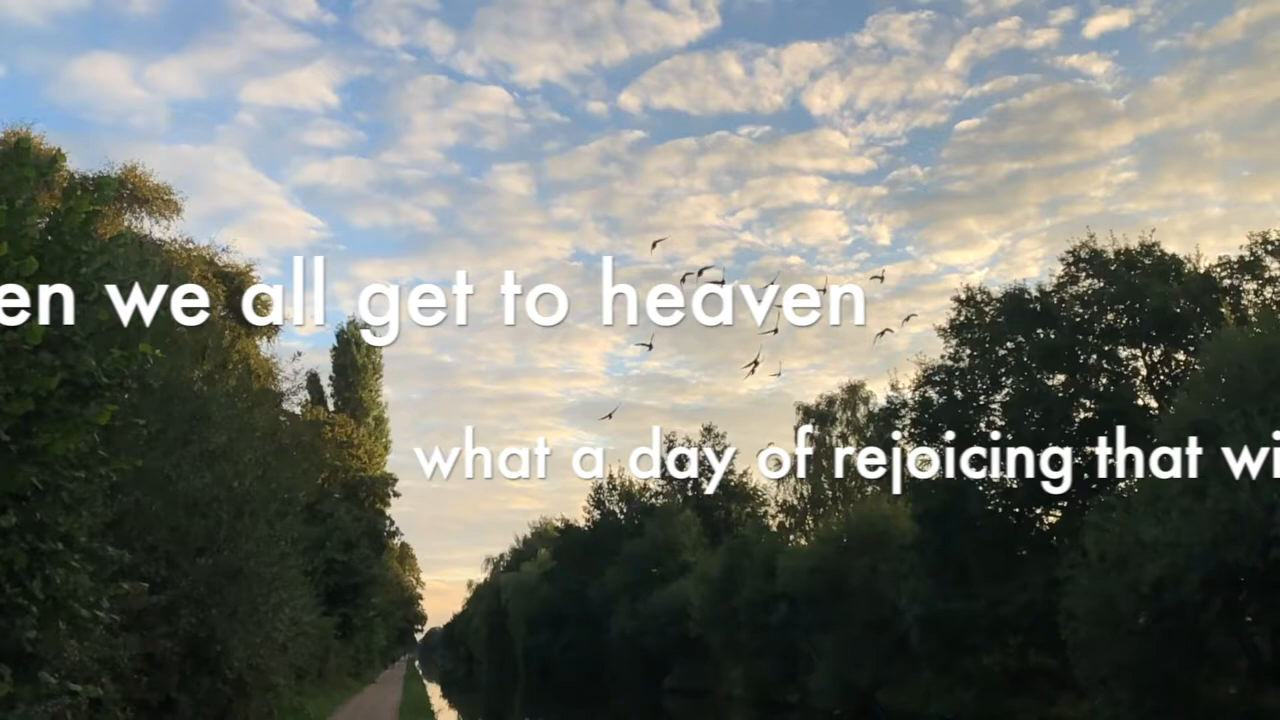 en we all get to heaven
what a day of rejoicing that wi